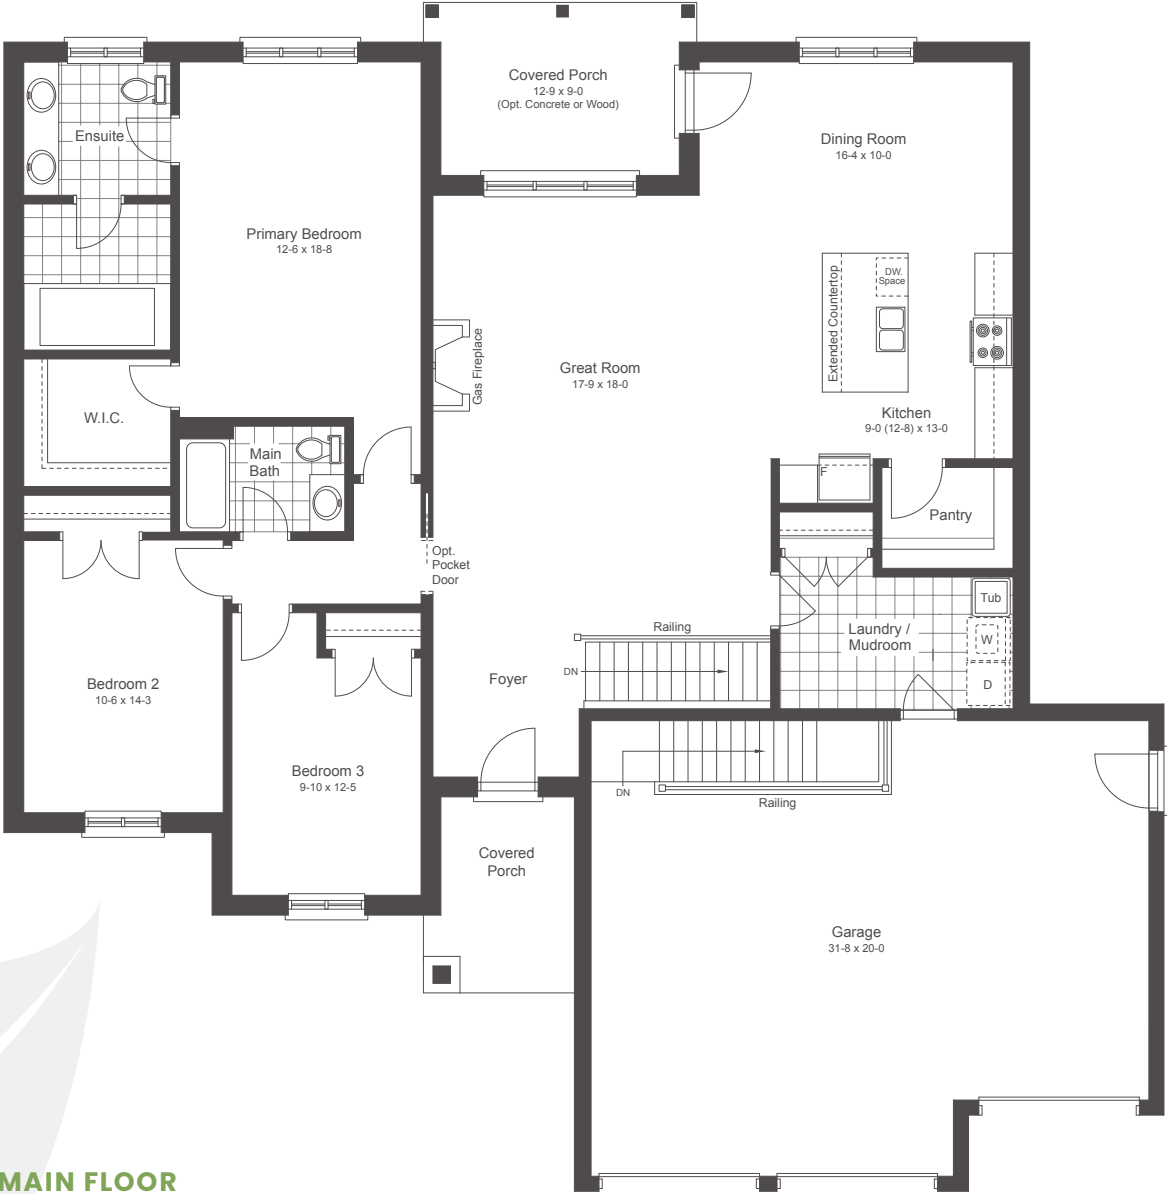 Covered Porch
12-9 x 9-0
(Opt. Concrete or Wood)
Ensuite
Dining Room
16-4 x 10-0
Primary Bedroom
12-6 x 18-8
Extended Countertop
DW.
Space
Gas Fireplace
Great Room
17-9 x 18-0
W.I.C.
Kitchen
9-0 (12-8) x 13-0
Main
Bath
F
Pantry
Opt.
Pocket
Door
Tub
Railing
Laundry /
Mudroom
W
DN
Foyer
D
Bedroom 2
10-6 x 14-3
Bedroom 3
9-10 x 12-5
DN
Railing
Covered
Porch
Garage
31-8 x 20-0
MAIN FLOOR